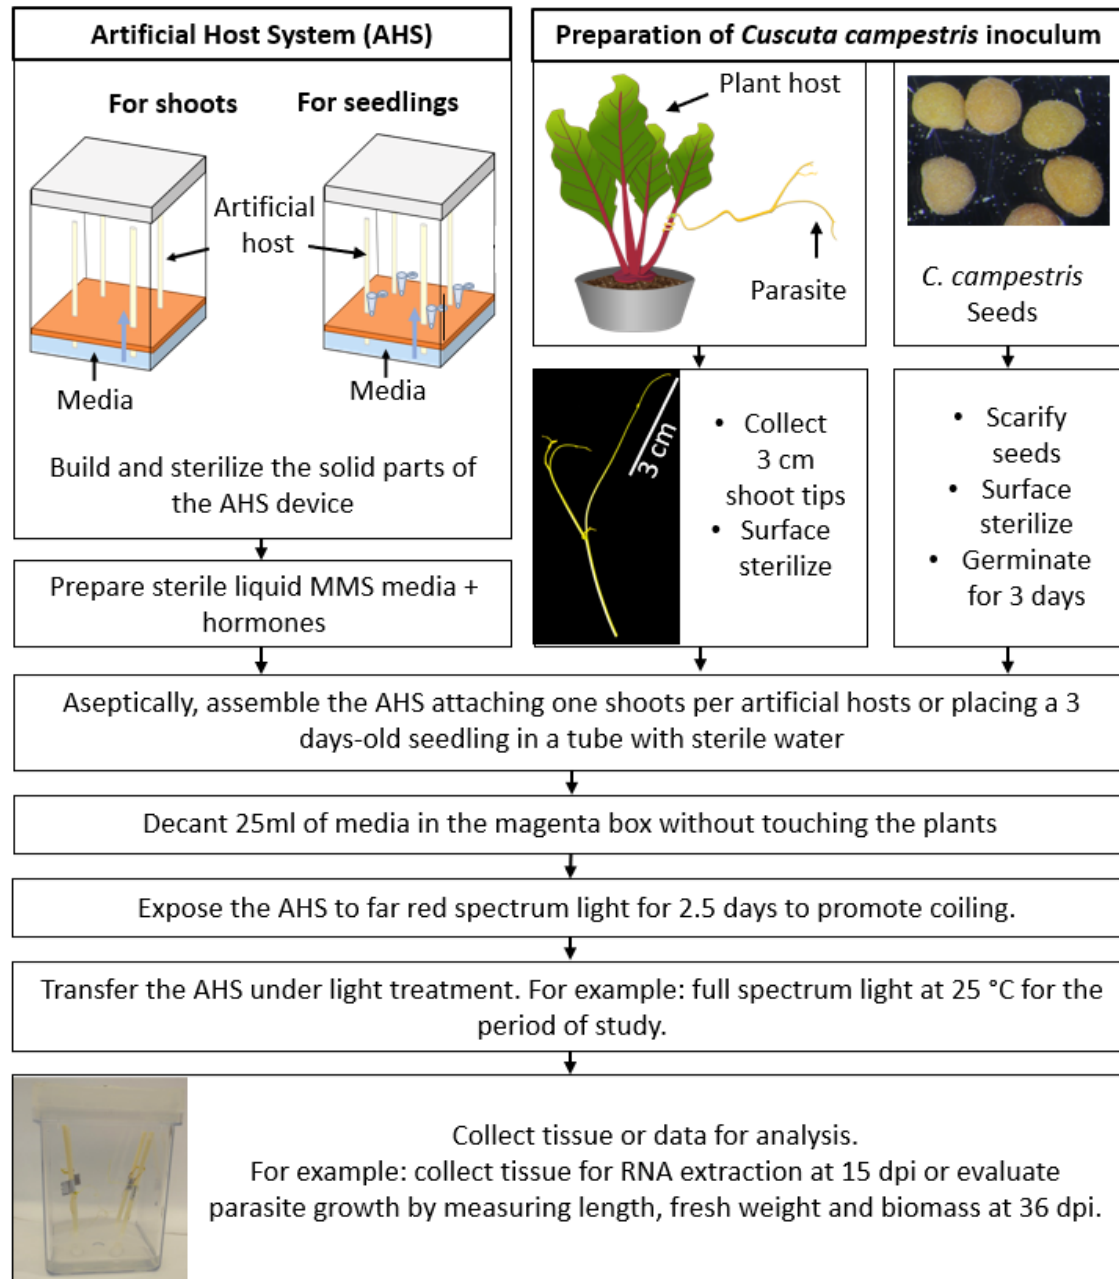 Artificial Host System (AHS)
For shoots
For seedlings
Artificial
host
Media
Media
Build and sterilize the solid parts of
the AHS device
Prepare sterile liquid MMS media +
hormones
Preparation of Cuscuta campestris inoculum
Plant host
Parasite
C. campestris
Seeds
3 cm
• Collect
3 cm
shoot tips
• Surface
sterilize
• Scarify
seeds
• Surface
sterilize
• Germinate
for 3 days
Aseptically, assemble the AHS attaching one shoots per artificial hosts or placing a 3
days-old seedling in a tube with sterile water
Decant 25ml of media in the magenta box without touching the plants
Expose the AHS to far red spectrum light for 2.5 days to promote coiling.
Transfer the AHS under light treatment. For example: full spectrum light at 25 °C for the
period of study.
Collect tissue or data for analysis.
For example: collect tissue for RNA extraction at 15 dpi or evaluate
parasite growth by measuring length, fresh weight and biomass at 36 dpi.